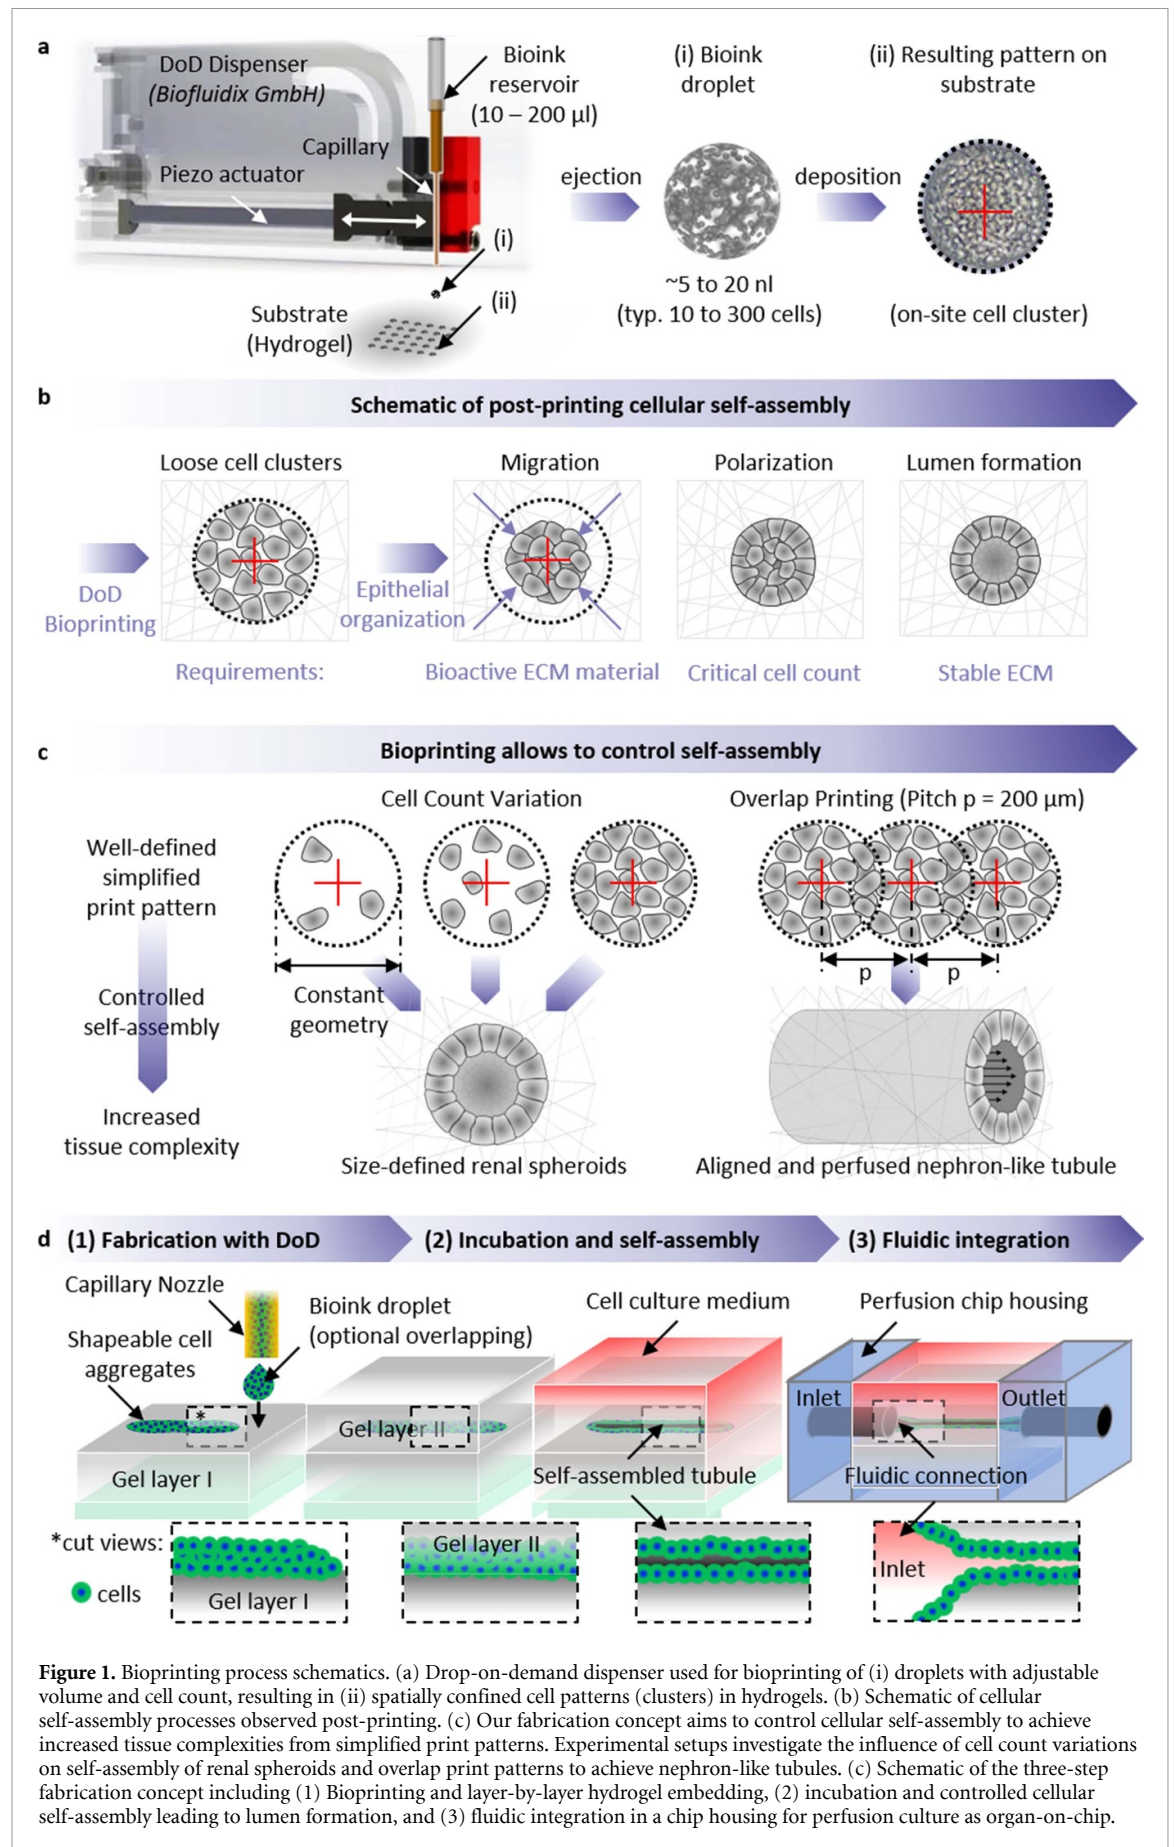 a
DoD Dispenser
(Biofluidix GmbH)
Piezo actuator
Capillary
Bioink
reservoir
(10 – 200 µl)
(i)
(ii)
Substrate
(Hydrogel)
(i) Bioink
droplet
ejection
~5 to 20 nl
(typ. 10 to 300 cells)
deposition
(ii) Resulting pattern on
substrate
(on-site cell cluster)
b
Schematic of post-printing cellular self-assembly
Loose cell clusters
Migration
Polarization
Lumen formation
DoD
Bioprinting
Epithelial
organization
Requirements:
Bioactive ECM material
Critical cell count
Stable ECM
c
Bioprinting allows to control self-assembly
Cell Count Variation
Overlap Printing (Pitch p = 200 µm)
Well-defined
simplified
print pattern
Controlled
self-assembly
Increased
tissue complexity
Constant
geometry
p
p
Size-defined renal spheroids
Aligned and perfused nephron-like tubule
d
(1) Fabrication with DoD
(2) Incubation and self-assembly
(3) Fluidic integration
Capillary Nozzle
Shapeable cell
aggregates
Bioink droplet
(optional overlapping)
Cell culture medium
Perfusion chip housing
*
Gel layer I
Gel layer II
Self-assembled tubule
Inlet
Outlet
Fluidic connection
*cut views:
cells
Gel layer I
Gel layer II
Inlet
Figure 1. Bioprinting process schematics. (a) Drop-on-demand dispenser used for bioprinting of (i) droplets with adjustable
volume and cell count, resulting in (ii) spatially confined cell patterns (clusters) in hydrogels. (b) Schematic of cellular
self-assembly processes observed post-printing. (c) Our fabrication concept aims to control cellular self-assembly to achieve
increased tissue complexities from simplified print patterns. Experimental setups investigate the influence of cell count variations
on self-assembly of renal spheroids and overlap print patterns to achieve nephron-like tubules. (c) Schematic of the three-step
fabrication concept including (1) Bioprinting and layer-by-layer hydrogel embedding, (2) incubation and controlled cellular
self-assembly leading to lumen formation, and (3) fluidic integration in a chip housing for perfusion culture as organ-on-chip.